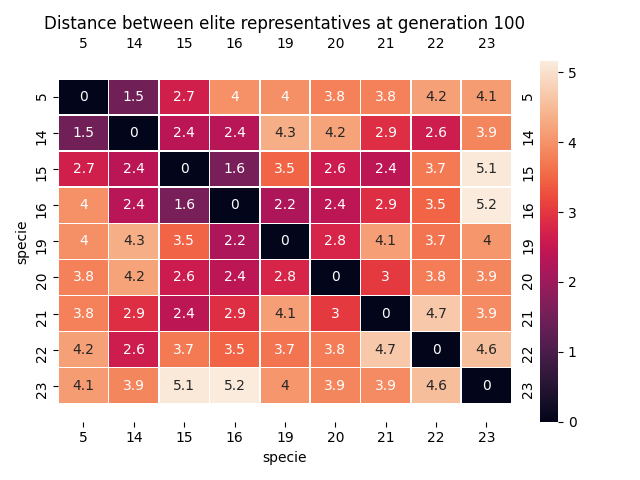 Distance between elite representatives at generation 100
5 14 15 16 19 20 21 22 23
5 0 1.5 2.7 4 4 3.8 3.8 4.2 4.1 5
14 1.5 0 2.4 2.4 4.3 4.2 2.9 2.6 3.9 14
15 2.7 2.4 0 1.6 3.5 2.6 2.4 3.7 5.1 15
16 4 2.4 1.6 0 2.2 2.4 2.9 3.5 5.2 16
19 4 4.3 3.5 2.2 0 2.8 4.1 3.7 4 19
20 3.8 4.2 2.6 2.4 2.8 0 3 3.8 3.9 20
21 3.8 2.9 2.4 2.9 4.1 3 0 4.7 3.9 21
22 4.2 2.6 3.7 3.5 3.7 3.8 4.7 0 4.6 22
23 4.1 3.9 5.1 5.2 4 3.9 3.9 4.6 0 23
5 14 15 16 19 20 21 22 23
specie
specie
5
4
3
2
1
0